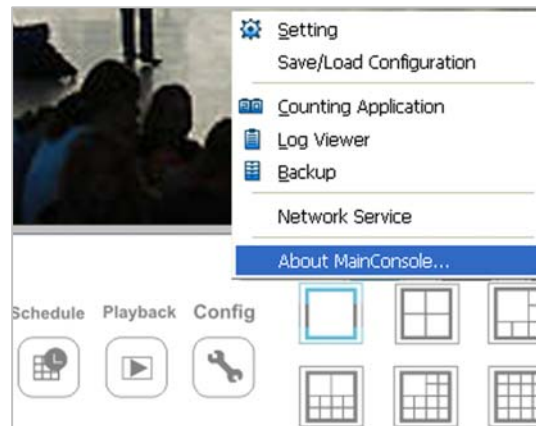 Setting
Save/Load Configuration
Counting Application
Log Viewer
Backup
Network Service
About MainConsole...
Schedule Playback Config